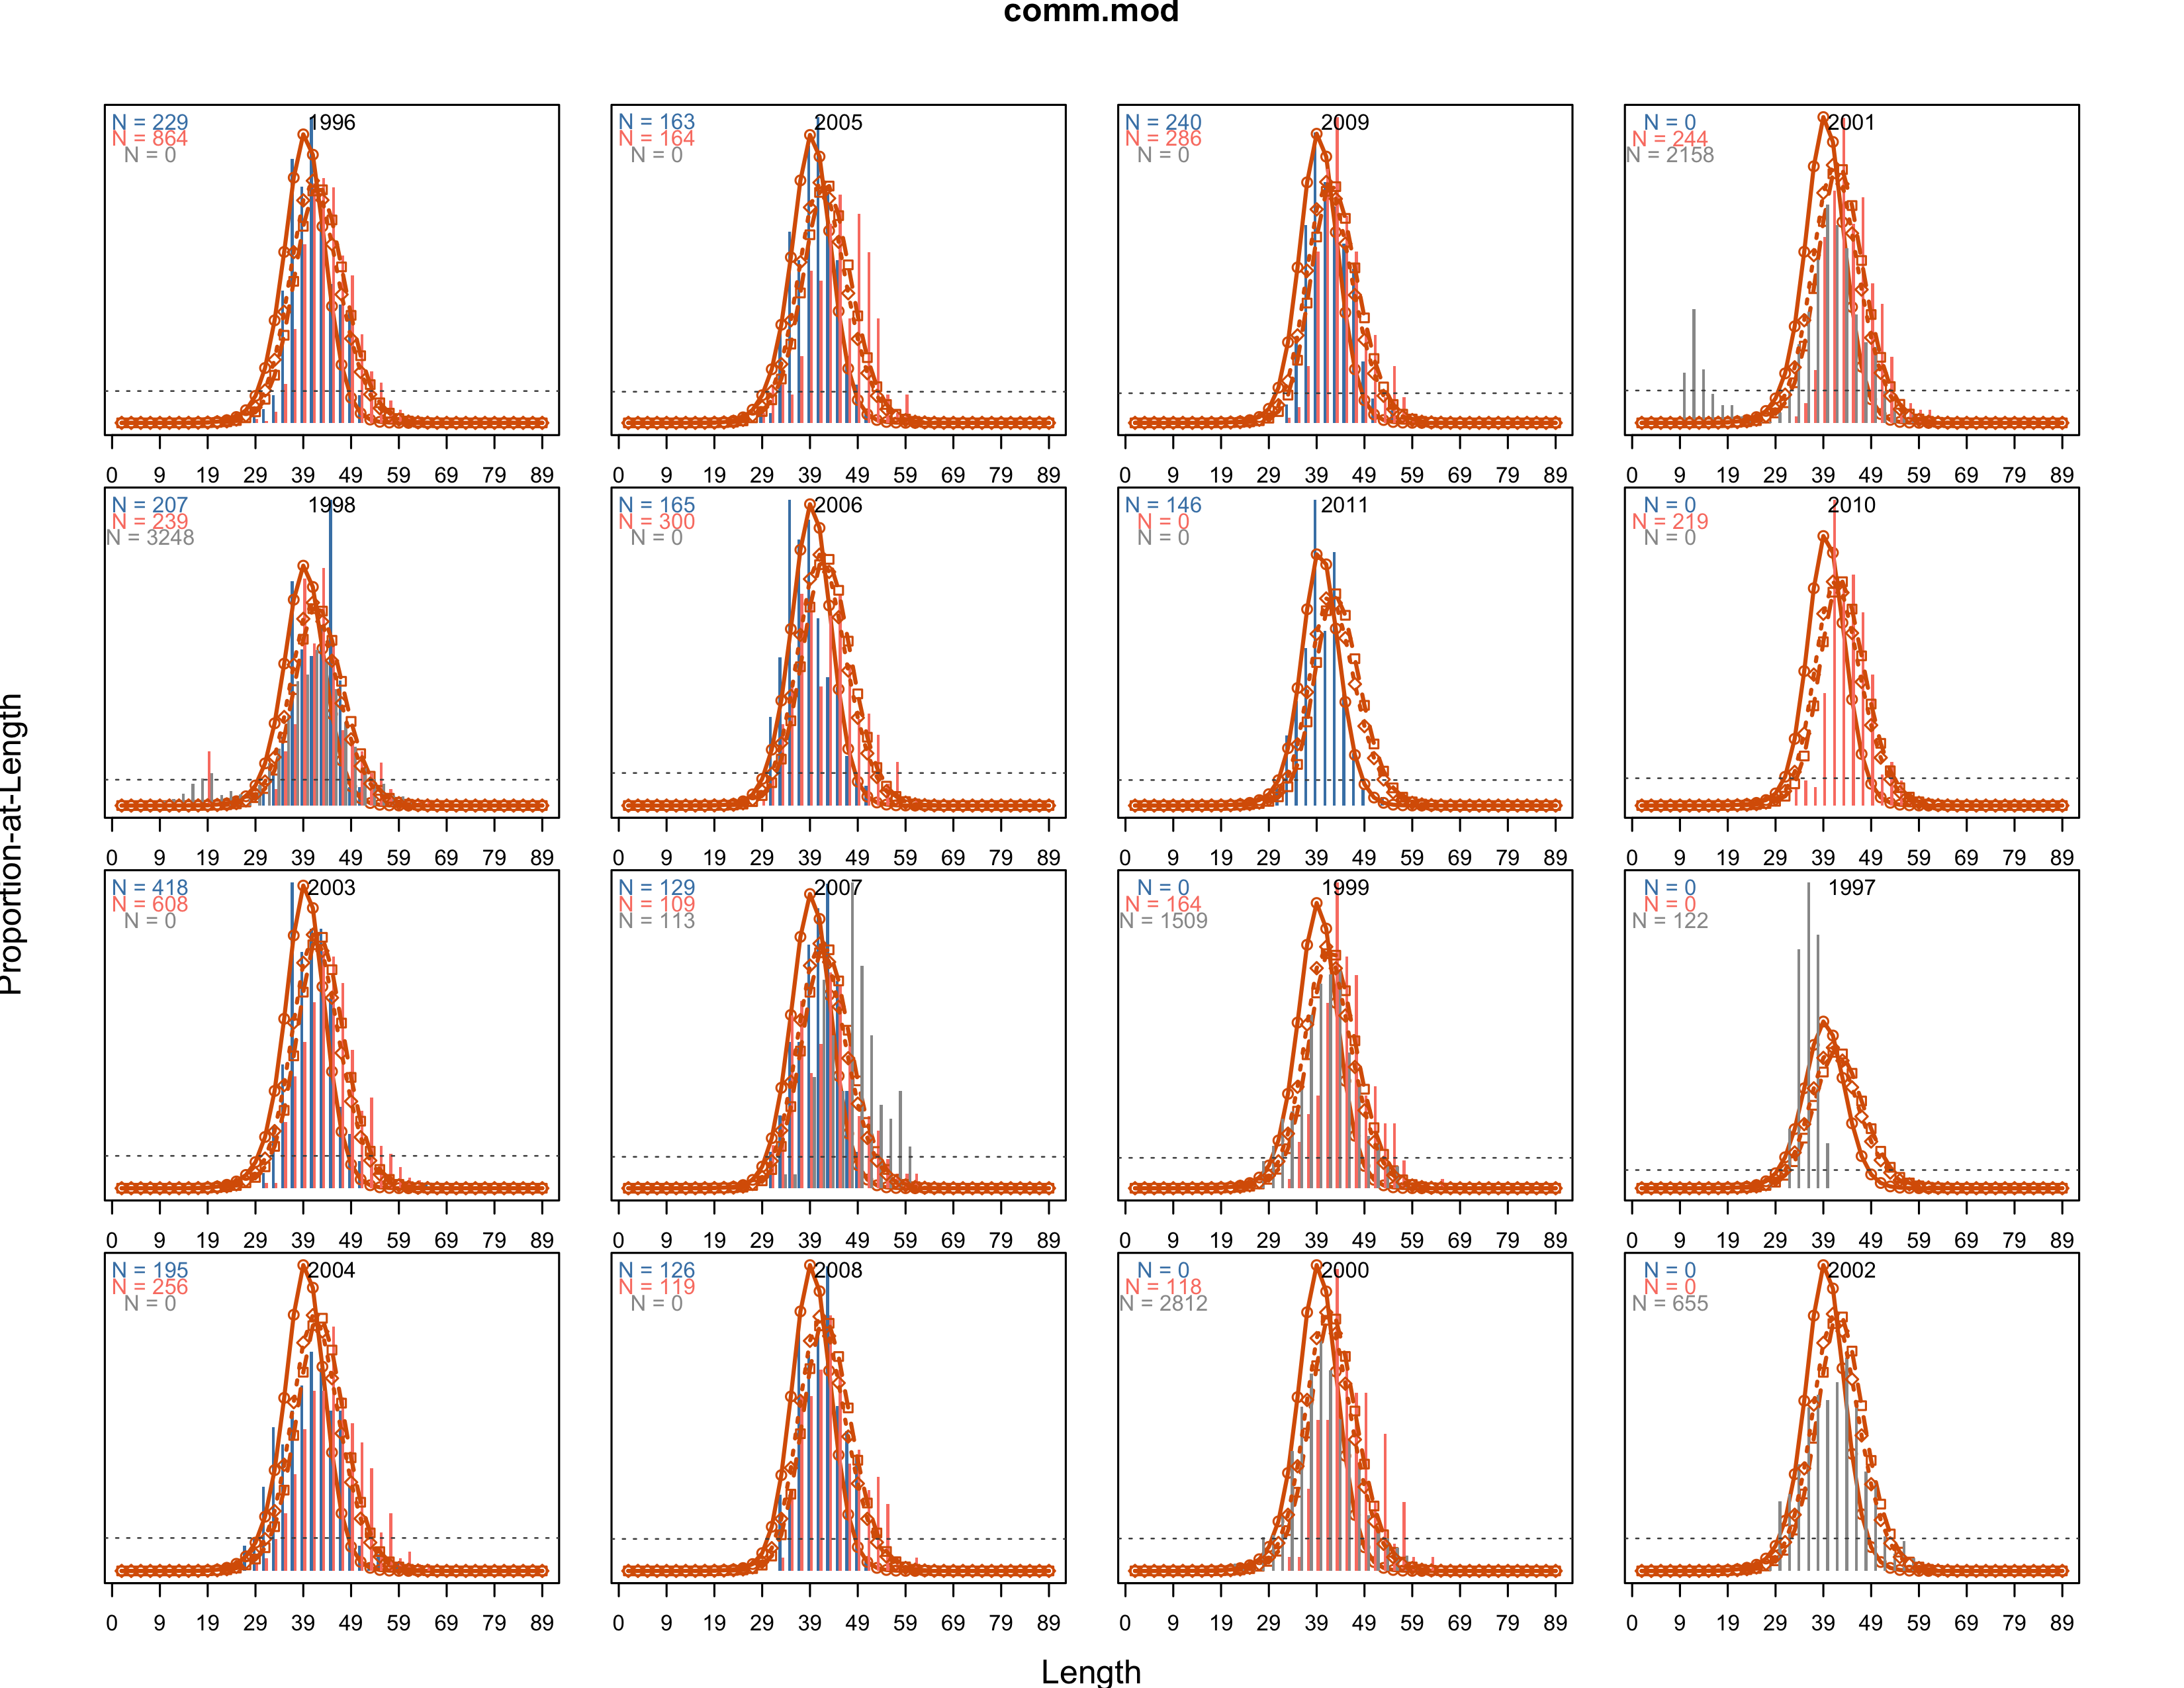 comm.mod
N = 229
N = 864
N = 0
1996
0 9 19 29 39 49 59 69 79 89
N = 163
N = 164
N = 0
2005
0 9 19 29 39 49 59 69 79 89
N = 240
N = 286
N = 0
2009
0 9 19 29 39 49 59 69 79 89
N = 0
N = 244
N = 2158
2001
0 9 19 29 39 49 59 69 79 89
N = 207
N = 239
N = 3248
1998
0 9 19 29 39 49 59 69 79 89
N = 165
N = 300
N = 0
2006
0 9 19 29 39 49 59 69 79 89
N = 146
N = 0
N = 0
2011
0 9 19 29 39 49 59 69 79 89
N = 0
N = 219
N = 0
2010
0 9 19 29 39 49 59 69 79 89
N = 418
N = 608
N = 0
2003
0 9 19 29 39 49 59 69 79 89
N = 129
N = 109
N = 113
2007
0 9 19 29 39 49 59 69 79 89
N = 0
N = 164
N = 1509
1999
0 9 19 29 39 49 59 69 79 89
N = 0
N = 0
N = 122
1997
0 9 19 29 39 49 59 69 79 89
N = 195
N = 256
N = 0
2004
0 9 19 29 39 49 59 69 79 89
N = 126
N = 119
N = 0
2008
0 9 19 29 39 49 59 69 79 89
N = 0
N = 118
N = 2812
2000
0 9 19 29 39 49 59 69 79 89
N = 0
N = 0
N = 655
2002
0 9 19 29 39 49 59 69 79 89
Proportion-at-Length
Length